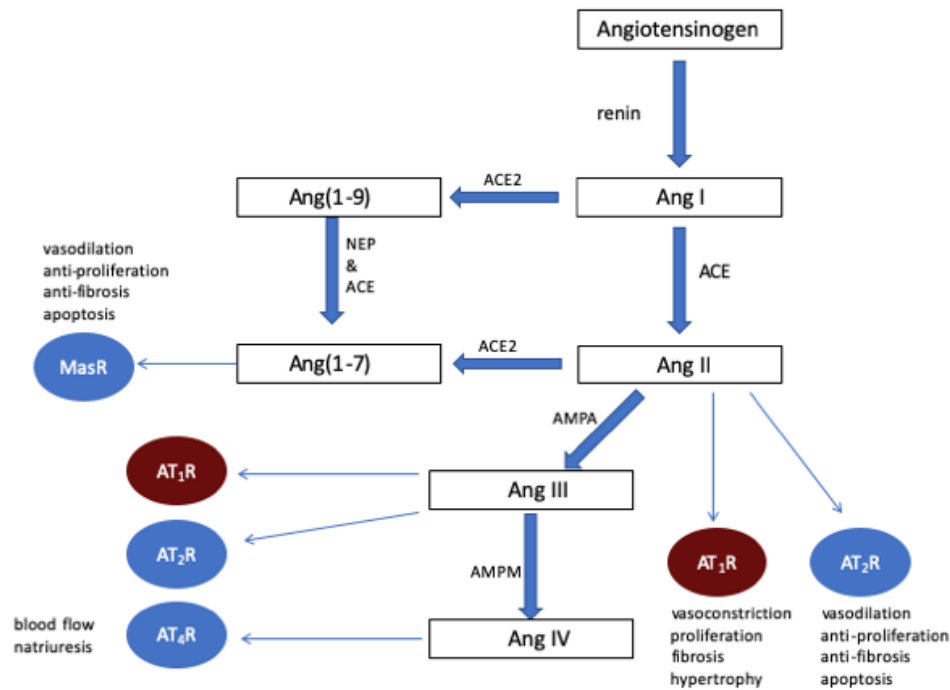 Angiotensinogen
renin
Ang(1-9)
ACE2
Ang I
NEP
&
ACE
ACE
vasodilation
anti-proliferation
anti-fibrosis
apoptosis
MasR
Ang(1-7)
ACE2
Ang II
AMPA
AT₁R
Ang III
AT₂R
AMPM
AT₁R
AT₂R
blood flow
natriuresis
AT₄R
Ang IV
vasoconstriction
proliferation
fibrosis
hypertrophy
vasodilation
anti-proliferation
anti-fibrosis
apoptosis